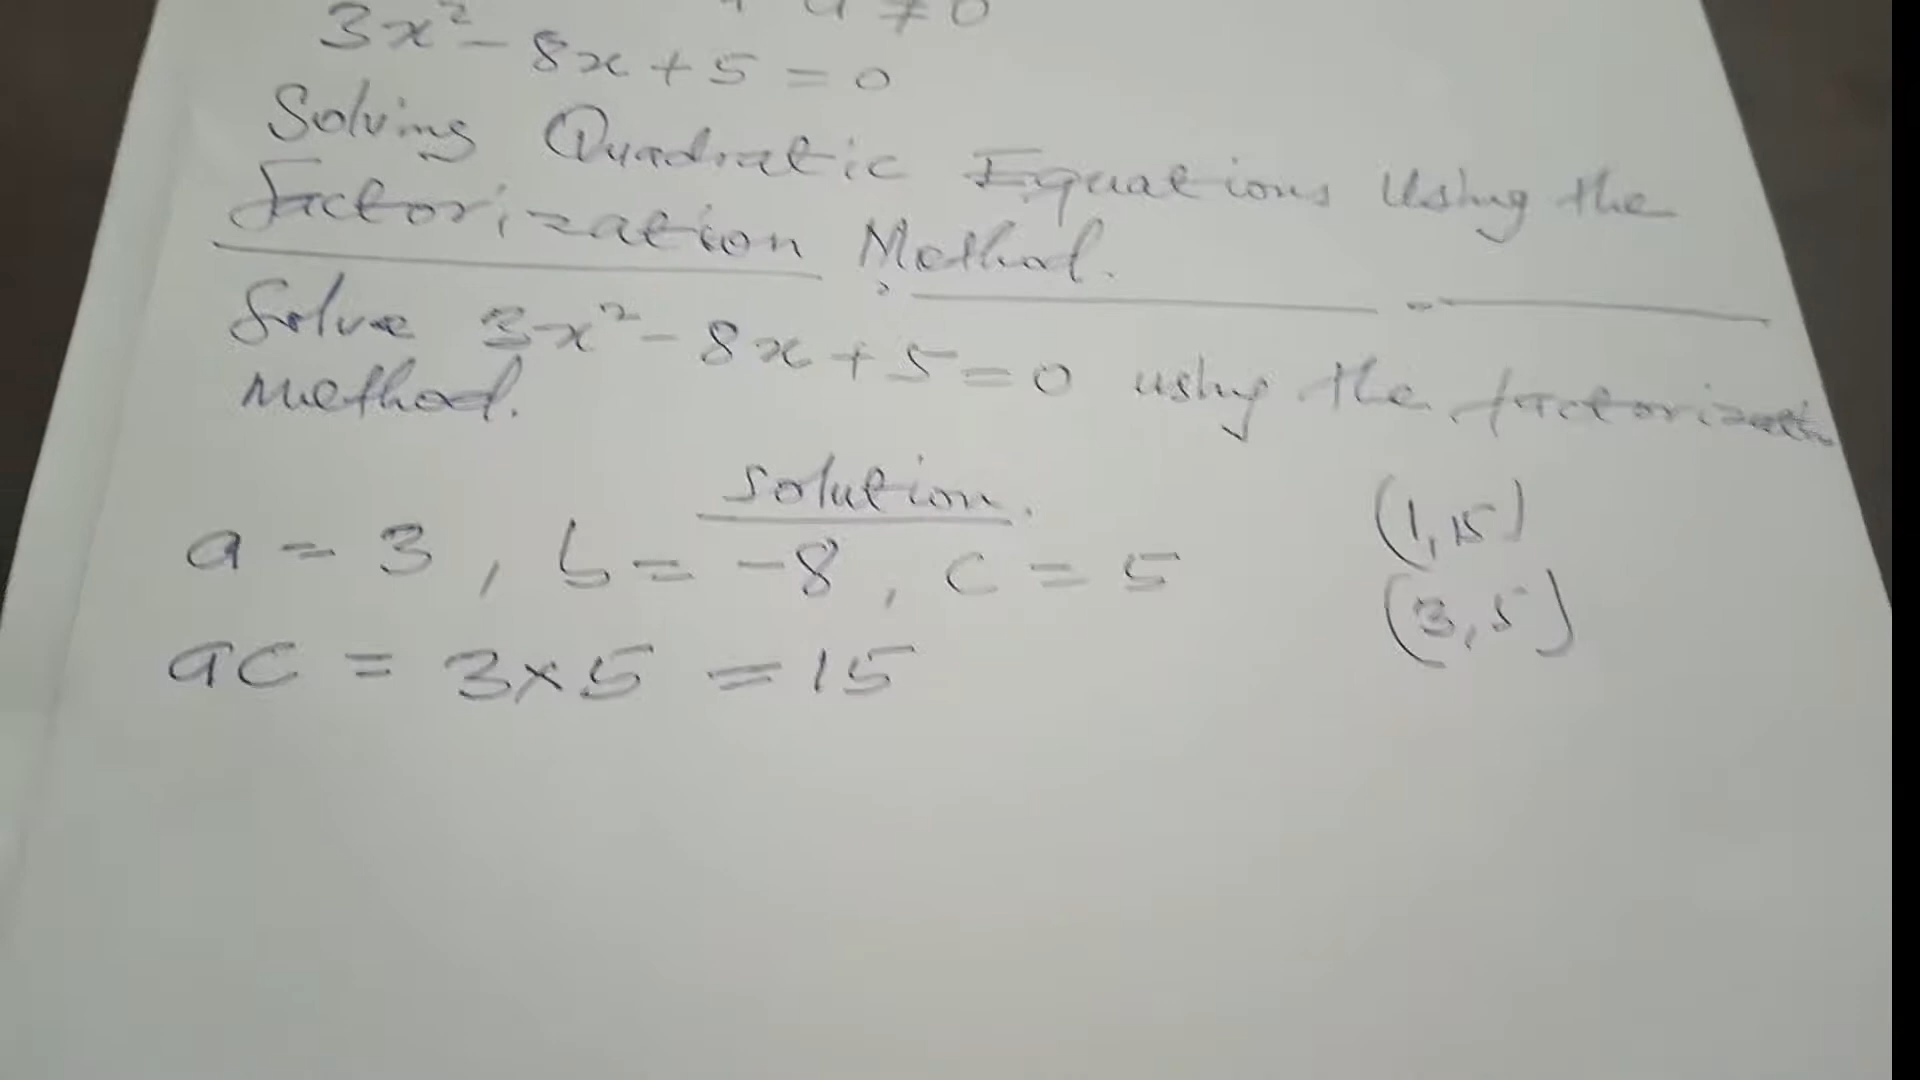 a ≠ 0
3x² - 8x + 5 = 0
Solving Quadratic Equations Using the
Factorization Method.
Solve 3x² - 8x + 5 = 0 using the
method.
solution.
a = 3, b = -8, c = 5
(1, 15)
(3, 5)
ac = 3 × 5 = 15